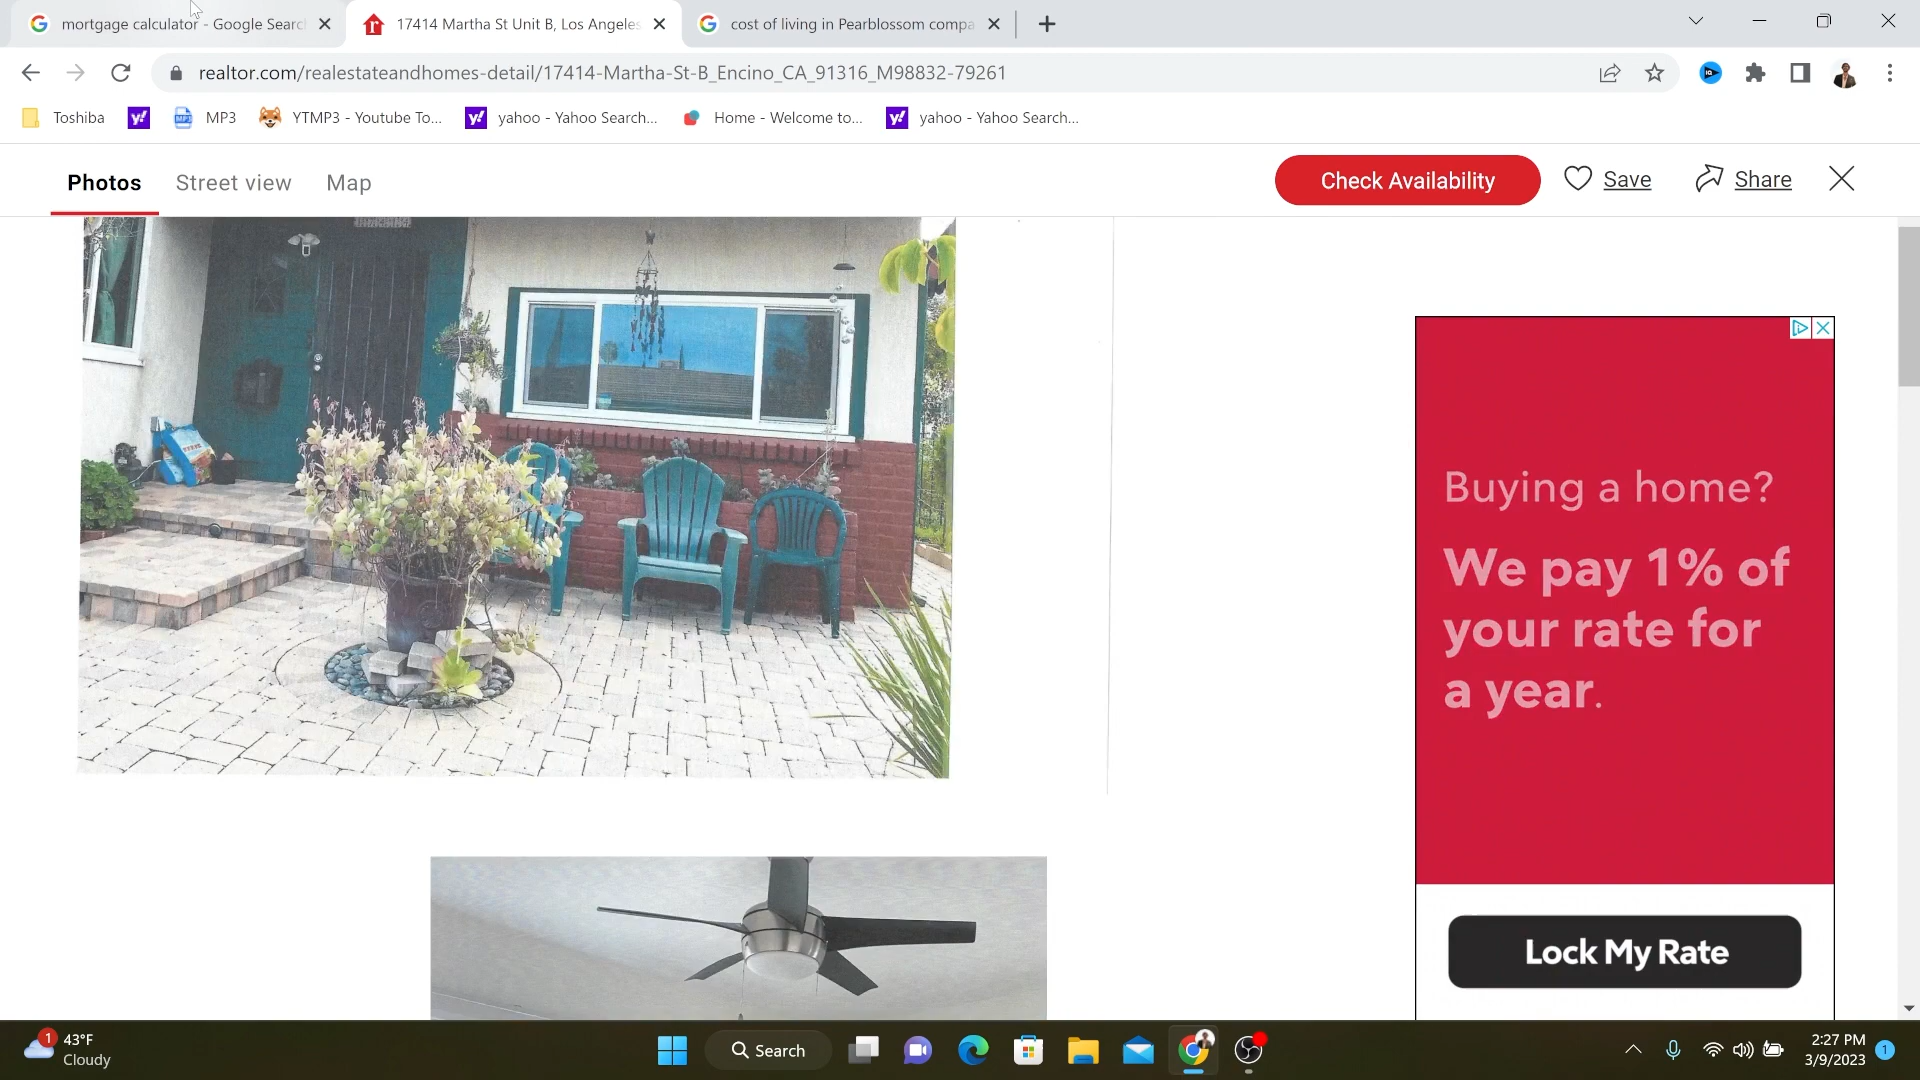 mortgage calculator - Google Searc
17414 Martha St Unit B, Los Angeles
cost of living in Pearblossom compa
realtor.com/realestateandhomes-detail/17414-Martha-St-B_Encino_CA_91316_M98832-79261
Toshiba
MP3
YTMP3 - Youtube To...
yahoo - Yahoo Search...
Home - Welcome to...
yahoo - Yahoo Search...
Photos
Street view
Map
Check Availability
Save
Share
Buying a home?
We pay 1% of
your rate for
a year.
Lock My Rate
1
43°F
Cloudy
Search
2:27 PM
3/9/2023
1